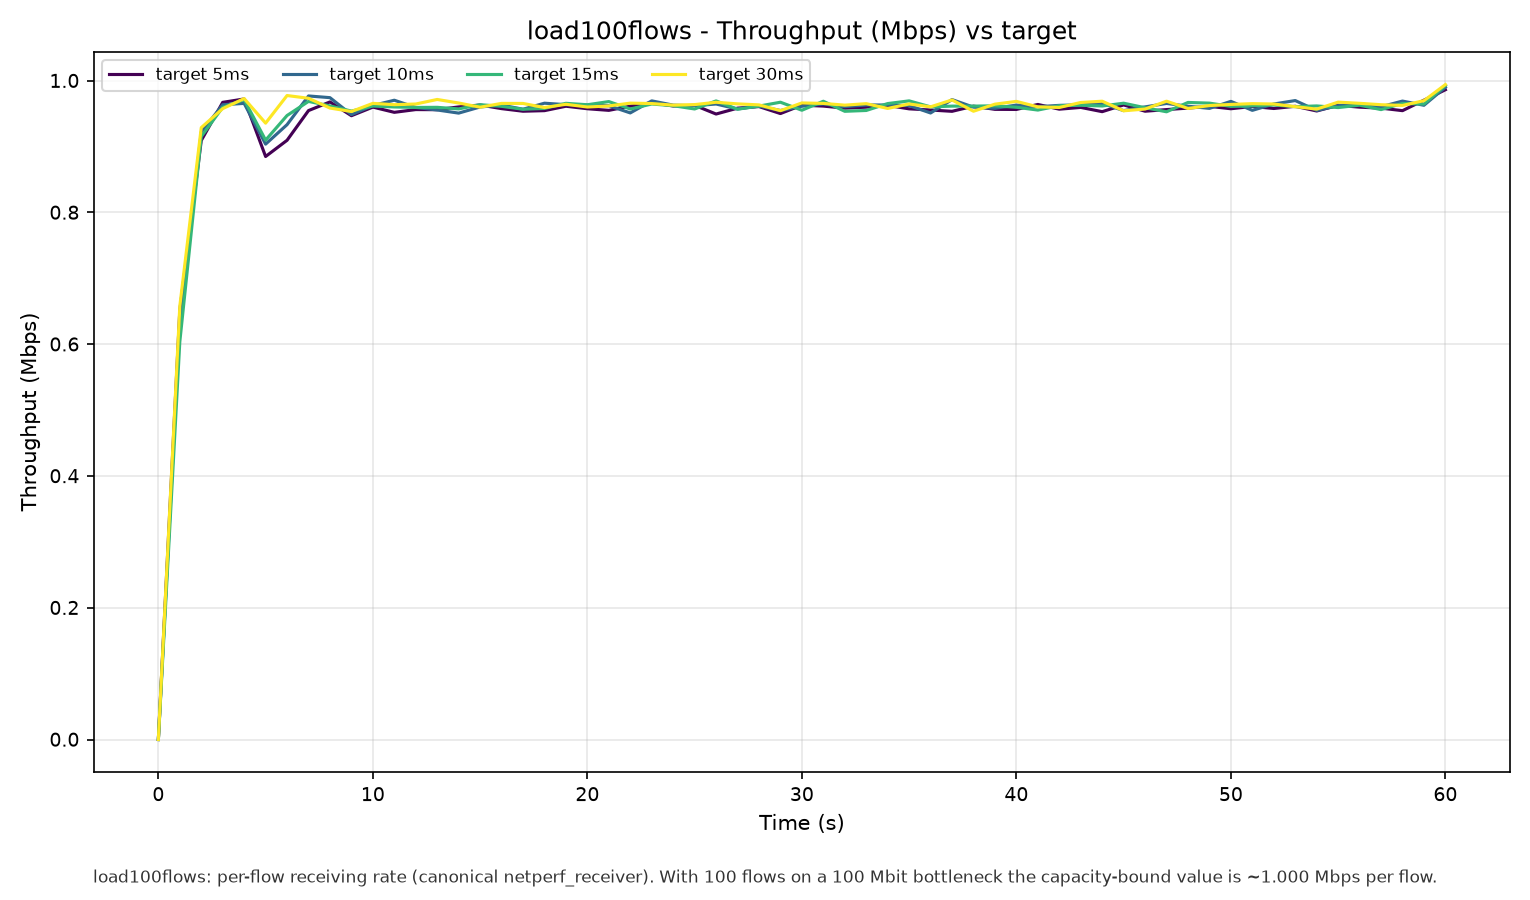 load100flows - Throughput (Mbps) vs target
target 5ms target 10ms target 15ms target 30ms
1.0
0.8
0.6
0.4
0.2
0.0
Throughput (Mbps)
0 10 20 30 40 50 60
Time (s)
load100flows: per-flow receiving rate (canonical netperf_receiver). With 100 flows on a 100 Mbit bottleneck the capacity-bound value is ~1.000 Mbps per flow.